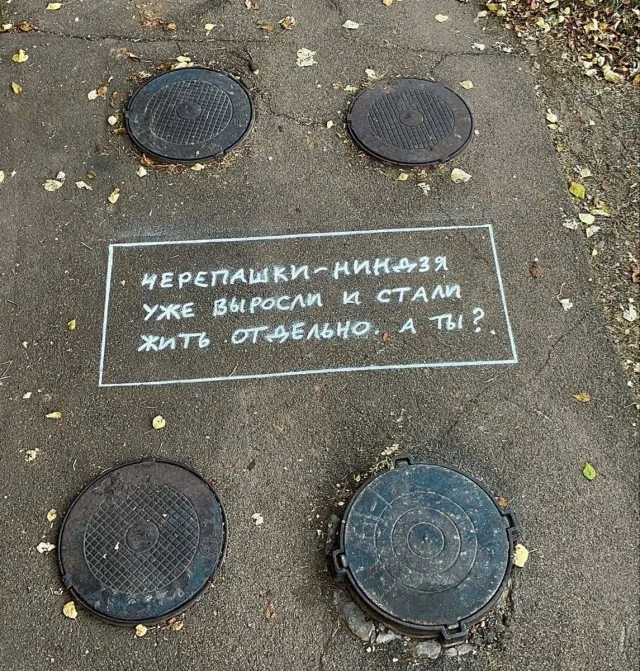 ЧЕРЕПАШКИ-НИНДЗЯ
УЖЕ ВЫРОСЛИ И СТАЛИ
ЖИТЬ ОТДЕЛЬНО. А ТЫ?